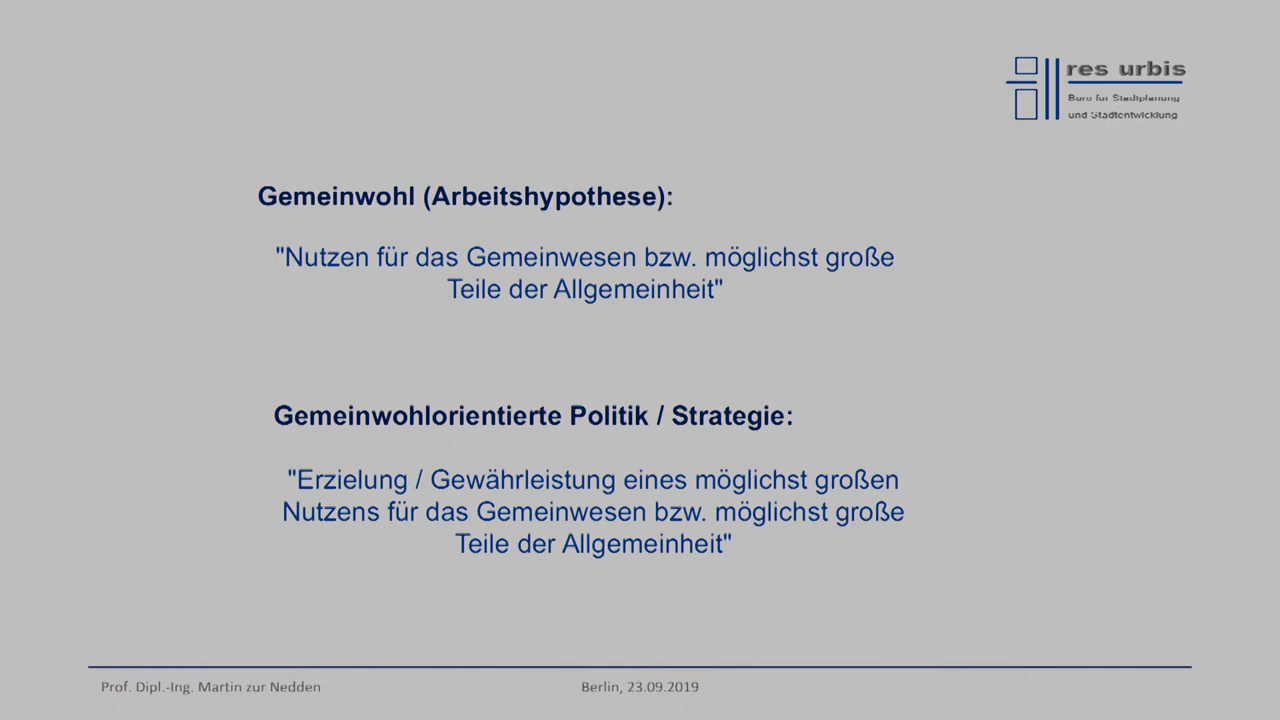 res urbis
Büro für Stadtplanung
und Stadtentwicklung
Gemeinwohl (Arbeitshypothese):
"Nutzen für das Gemeinwesen bzw. möglichst große
Teile der Allgemeinheit"
Gemeinwohlorientierte Politik / Strategie:
"Erzielung / Gewährleistung eines möglichst großen
Nutzens für das Gemeinwesen bzw. möglichst große
Teile der Allgemeinheit"
Prof. Dipl.-Ing. Martin zur Nedden
Berlin, 23.09.2019